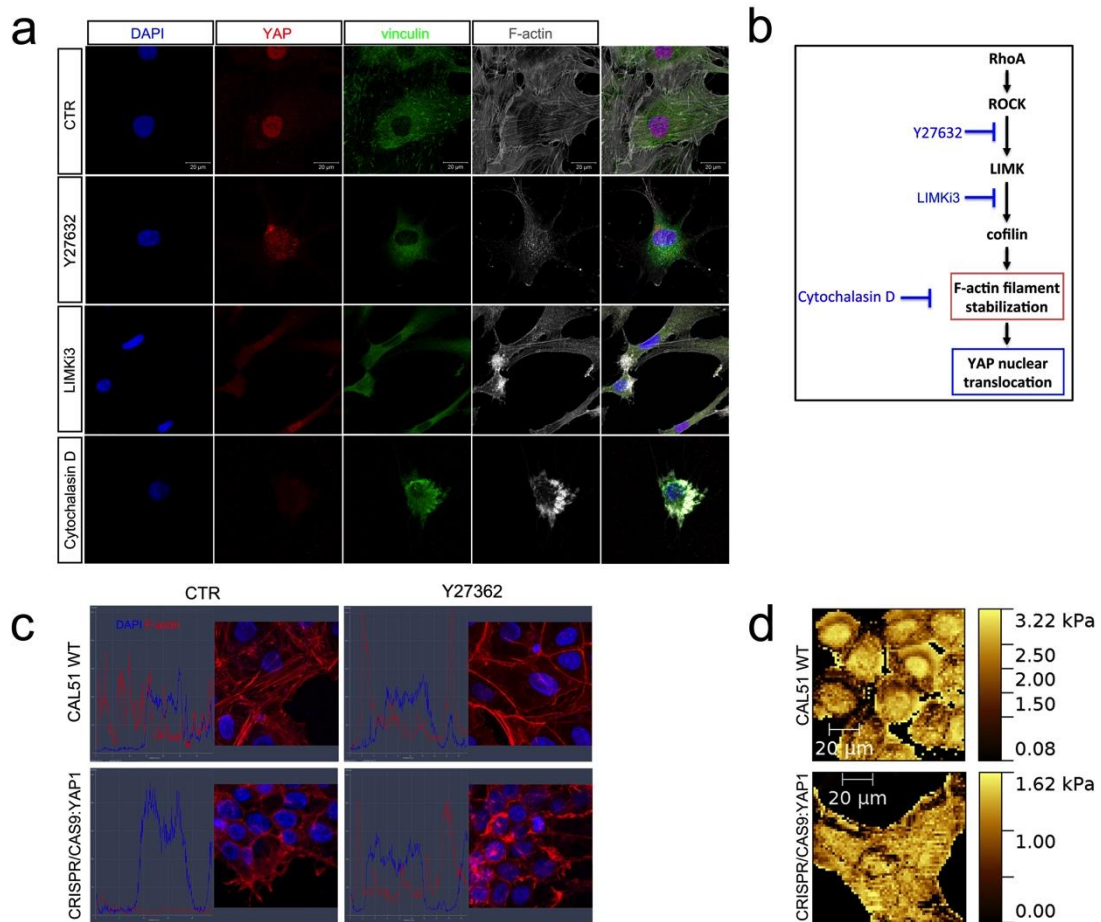 a
DAPI
YAP
vinculin
F-actin
CTR
20 µm
20 µm
20 µm
20 µm
20 µm
Y27632
LIMKi3
Cytochalasin D
b
RhoA
ROCK
Y27632
LIMK
LIMKi3
cofilin
Cytochalasin D
F-actin filament
stabilization
YAP nuclear
translocation
c
CTR
Y27362
CAL51 WT
DAPI F-actin
CRISPR/CAS9:YAP1
d
CAL51 WT
20 µm
3.22 kPa
2.50
2.00
1.50
0.08
CRISPR/CAS9:YAP1
20 µm
1.62 kPa
1.00
0.00